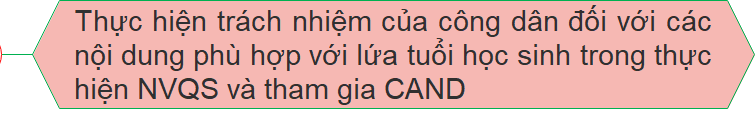 Thực hiện trách nhiệm của công dân đối với các
nội dung phù hợp với lứa tuổi học sinh trong thực
hiện NVQS và tham gia CAND